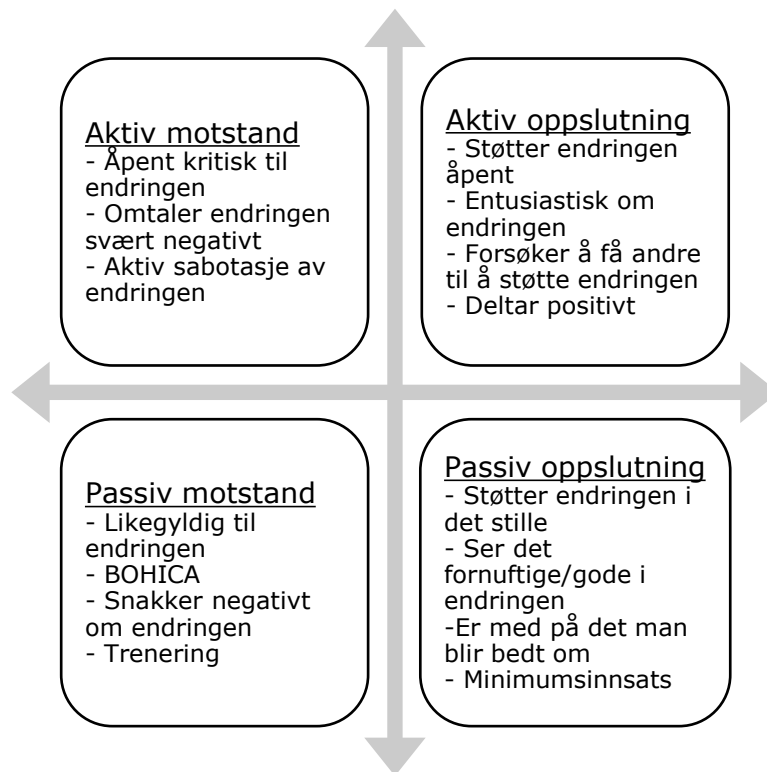 Aktiv motstand
- Åpent kritisk til
endringen
- Omtaler endringen
svært negativt
- Aktiv sabotasje av
endringen
Aktiv oppslutning
- Støtter endringen
åpent
- Entusiastisk om
endringen
- Forsøker å få andre
til å støtte endringen
- Deltar positivt
Passiv motstand
- Likegyldig til
endringen
- BOHICA
- Snakker negativt
om endringen
- Trenering
Passiv oppslutning
- Støtter endringen i
det stille
- Ser det
fornuftige/gode i
endringen
-Er med på det man
blir bedt om
- Minimumsinnsats